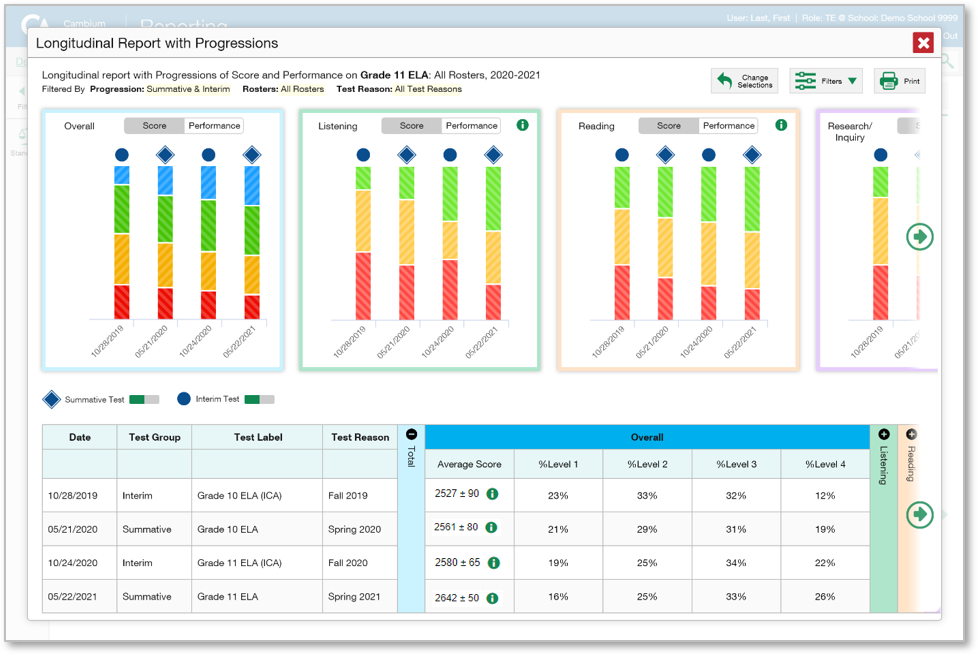 Cambium
Reporting
User: Last, First | Role: TE @ School: Demo School 9999
Out
Longitudinal Report with Progressions
Longitudinal report with Progressions of Score and Performance on Grade 11 ELA: All Rosters, 2020-2021
Filtered By Progression: Summative & Interim Rosters: All Rosters Test Reason: All Test Reasons
Change Selections
Filters
Print
Overall Score Performance
10/28/2019 05/21/2020 10/24/2020 05/22/2021
Listening Score Performance
10/28/2019 05/21/2020 10/24/2020 05/22/2021
Reading Score Performance
10/28/2019 05/21/2020 10/24/2020 05/22/2021
Research/
Inquiry
10/28/2019
Summative Test Interim Test
Date Test Group Test Label Test Reason Total Overall Listening Reading
Average Score %Level 1 %Level 2 %Level 3 %Level 4
10/28/2019 Interim Grade 10 ELA (ICA) Fall 2019 2527 ± 90 23% 33% 32% 12%
05/21/2020 Summative Grade 10 ELA Spring 2020 2561 ± 80 21% 29% 31% 19%
10/24/2020 Interim Grade 11 ELA (ICA) Fall 2020 2580 ± 65 19% 25% 34% 22%
05/22/2021 Summative Grade 11 ELA Spring 2021 2642 ± 50 16% 25% 33% 26%